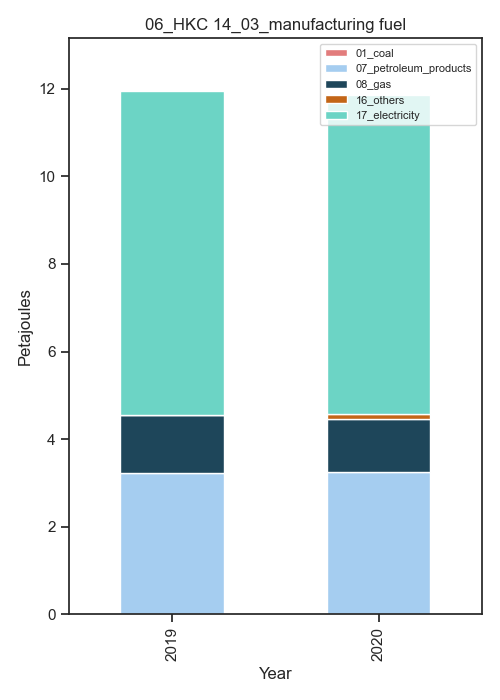 06_HKC 14_03_manufacturing fuel
01_coal
07_petroleum_products
08_gas
16_others
17_electricity
12
10
8
6
4
2
0
Petajoules
2019
2020
Year